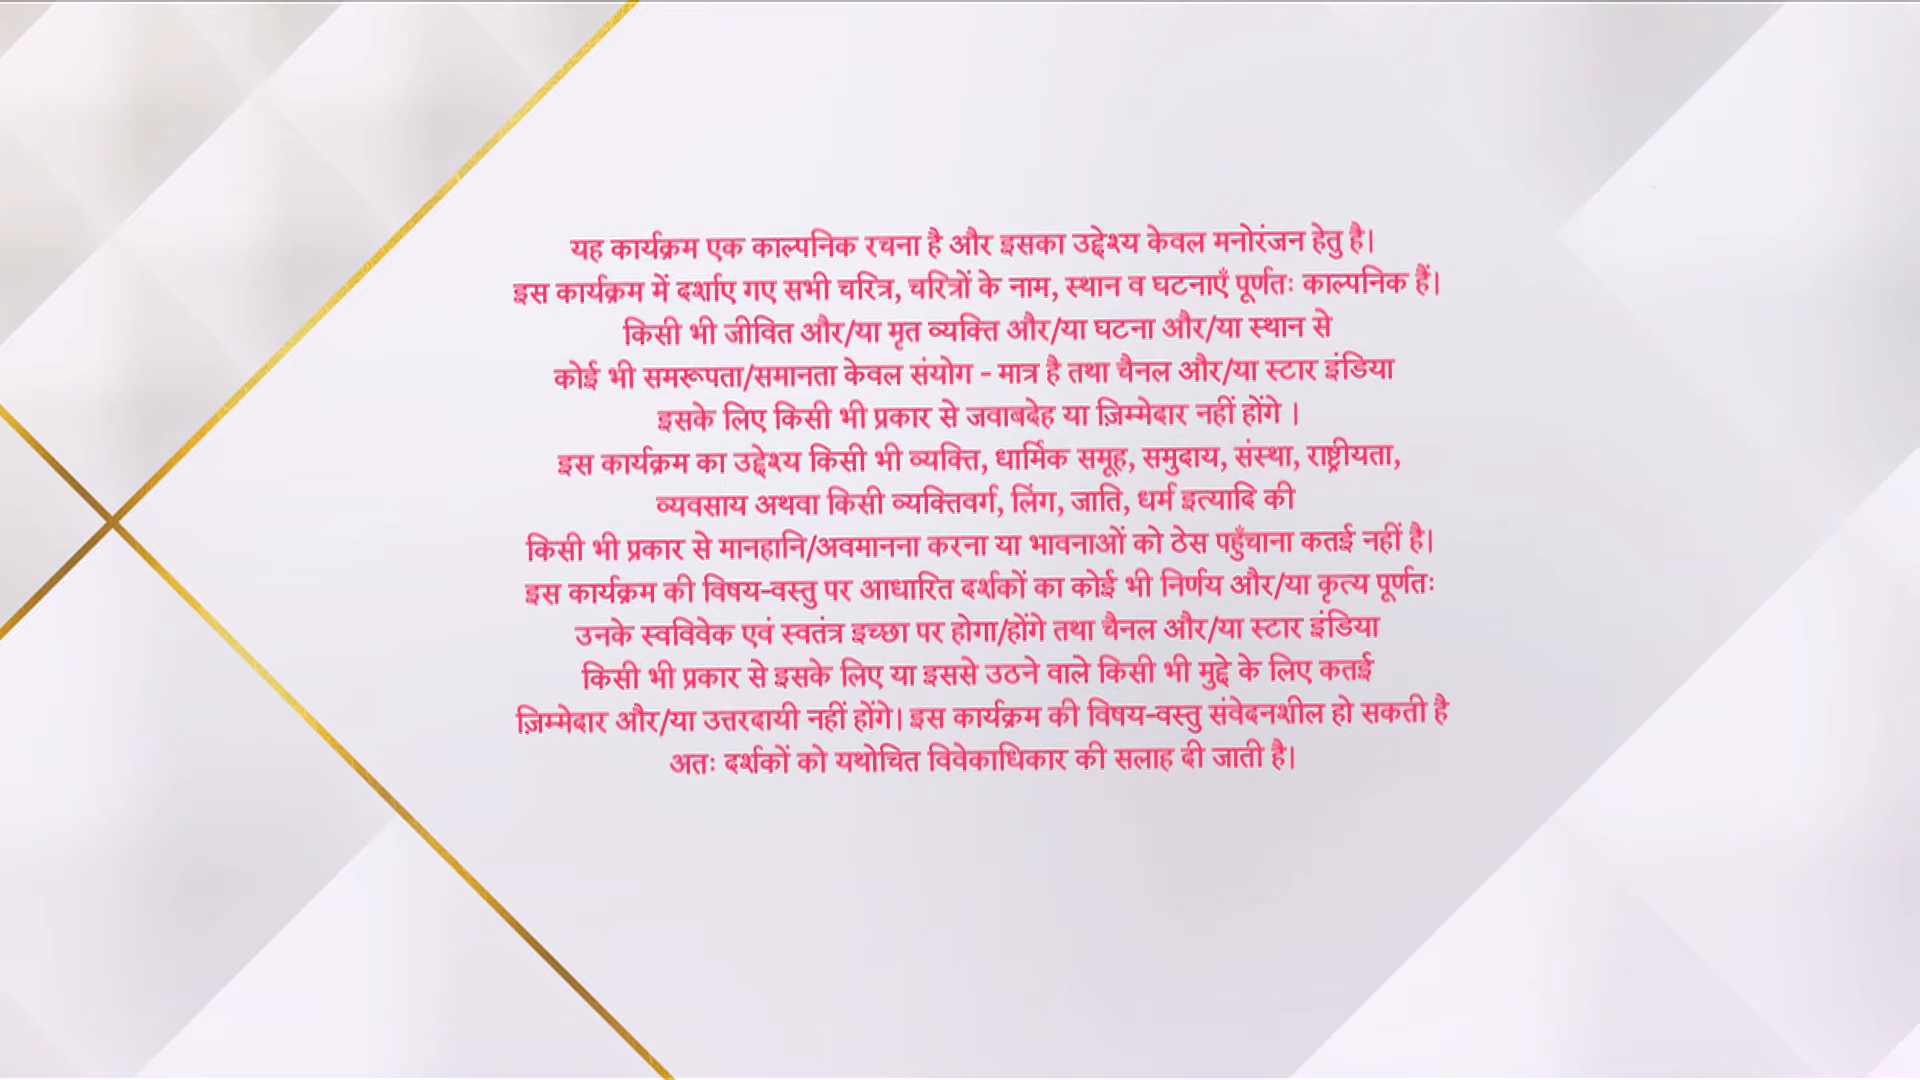 यह कार्यक्रम एक काल्पनिक रचना है और इसका उद्देश्य केवल मनोरंजन हेतु है।
इस कार्यक्रम में दर्शाए गए सभी चरित्र, चरित्रों के नाम, स्थान व घटनाएँ पूर्णतः काल्पनिक हैं।
किसी भी जीवित और/या मृत व्यक्ति और/या घटना और/या स्थान से
कोई भी समरूपता/समानता केवल संयोग - मात्र है तथा चैनल और/या स्टार इंडिया
इसके लिए किसी भी प्रकार से जवाबदेह या ज़िम्मेदार नहीं होंगे ।
इस कार्यक्रम का उद्देश्य किसी भी व्यक्ति, धार्मिक समूह, समुदाय, संस्था, राष्ट्रीयता,
व्यवसाय अथवा किसी व्यक्तिवर्ग, लिंग, जाति, धर्म इत्यादि की
किसी भी प्रकार से मानहानि/अवमानना करना या भावनाओं को ठेस पहुँचाना कतई नहीं है।
इस कार्यक्रम की विषय-वस्तु पर आधारित दर्शकों का कोई भी निर्णय और/या कृत्य पूर्णतः
उनके स्वविवेक एवं स्वतंत्र इच्छा पर होगा/होंगे तथा चैनल और/या स्टार इंडिया
किसी भी प्रकार से इसके लिए या इससे उठने वाले किसी भी मुद्दे के लिए कतई
ज़िम्मेदार और/या उत्तरदायी नहीं होंगे। इस कार्यक्रम की विषय-वस्तु संवेदनशील हो सकती है
अतः दर्शकों को यथोचित विवेकाधिकार की सलाह दी जाती है।